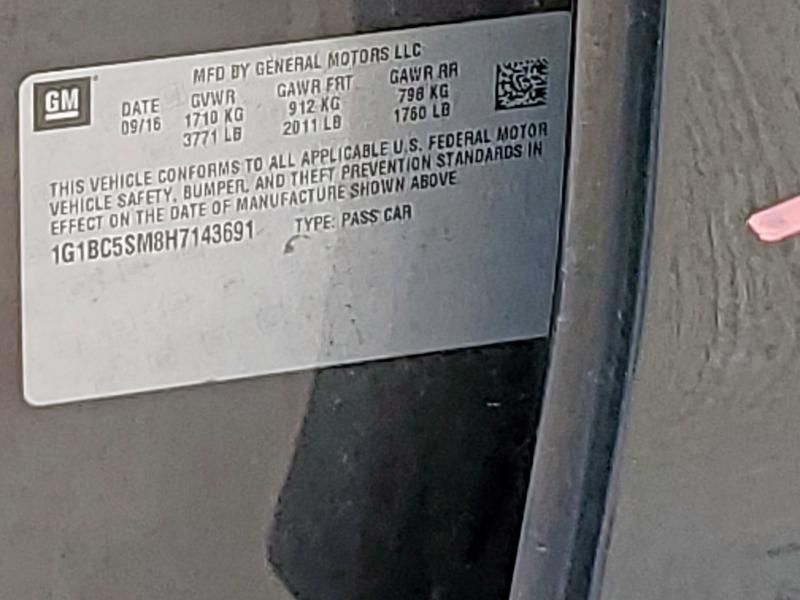 GM
MFD BY GENERAL MOTORS LLC
DATE GVWR GAWR FRT GAWR RR
09/16 1710 KG 912 KG 798 KG
3771 LB 2011 LB 1760 LB
THIS VEHICLE CONFORMS TO ALL APPLICABLE U.S. FEDERAL MOTOR
VEHICLE SAFETY, BUMPER, AND THEFT PREVENTION STANDARDS IN
EFFECT ON THE DATE OF MANUFACTURE SHOWN ABOVE
1G1BC5SM8H7143691 TYPE: PASS CAR